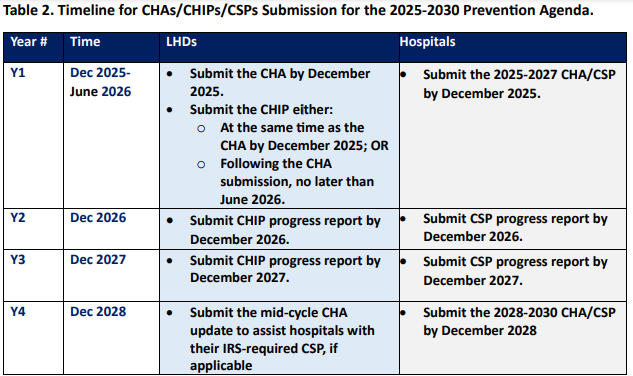 Table 2. Timeline for CHAs/CHIPs/CSPs Submission for the 2025-2030 Prevention Agenda.
Year # Time LHDs Hospitals
Y1
Dec 2025-
June 2026
• Submit the CHA by December
2025.
• Submit the CHIP either:
o At the same time as the
CHA by December 2025; OR
o Following the CHA
submission, no later than
June 2026.
• Submit the 2025-2027 CHA/CSP
by December 2025.
Y2
Dec 2026
• Submit CHIP progress report by
December 2026.
• Submit CSP progress report by
December 2026.
Y3
Dec 2027
• Submit CHIP progress report by
December 2027.
• Submit CSP progress report by
December 2027.
Y4
Dec 2028
• Submit the mid-cycle CHA
update to assist hospitals with
their IRS-required CSP, if
applicable
• Submit the 2028-2030 CHA/CSP
by December 2028